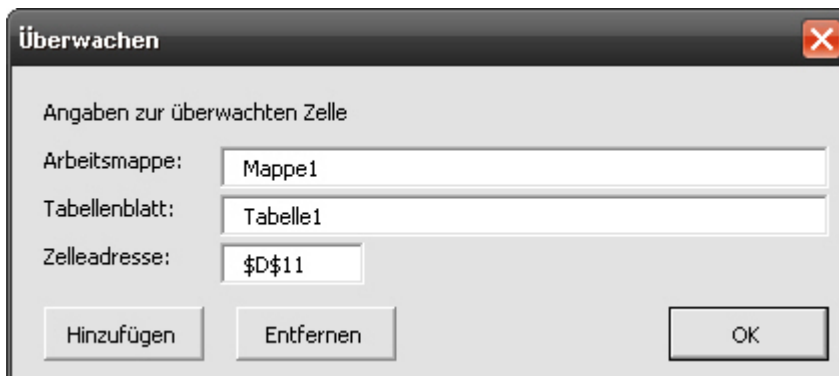 Überwachen
Angaben zur überwachten Zelle
Arbeitsmappe: Mappe1
Tabellenblatt: Tabelle1
Zelleadresse: $D$11
Hinzufügen Entfernen OK